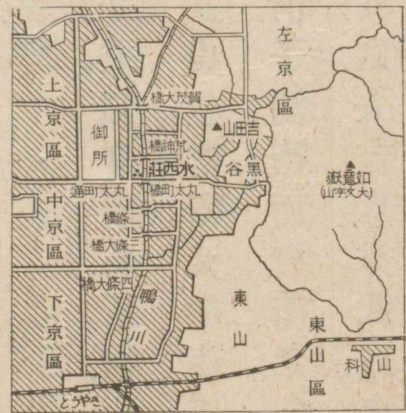 左京區
上京區
御所
賀茂大橋
吉田山
荒神橋
水西莊
黑谷
如意嶽
(大文字山)
丸太町通
丸太町橋
中京區
二條橋
三條大橋
四條大橋
鴨川
下京區
東山
東山區
山科
きやうと